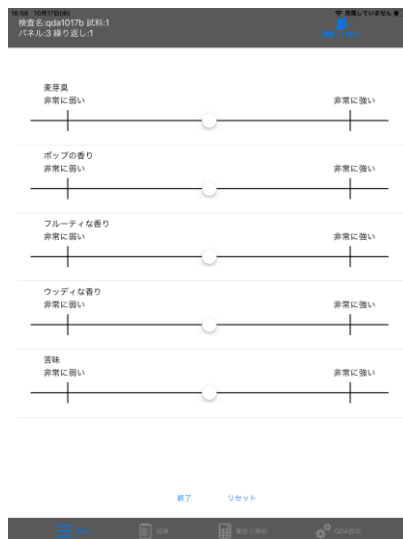 16:58 10月17日(水)
充電していません
検査名:qda1017b 試料:1
パネル:3 繰り返し:1
麦芽臭
非常に弱い 非常に強い
ポップの香り
非常に弱い 非常に強い
フルーティな香り
非常に弱い 非常に強い
ウッディな香り
非常に弱い 非常に強い
苦味
非常に弱い 非常に強い
終了 リセット
結果 集計と解析 QDA設定